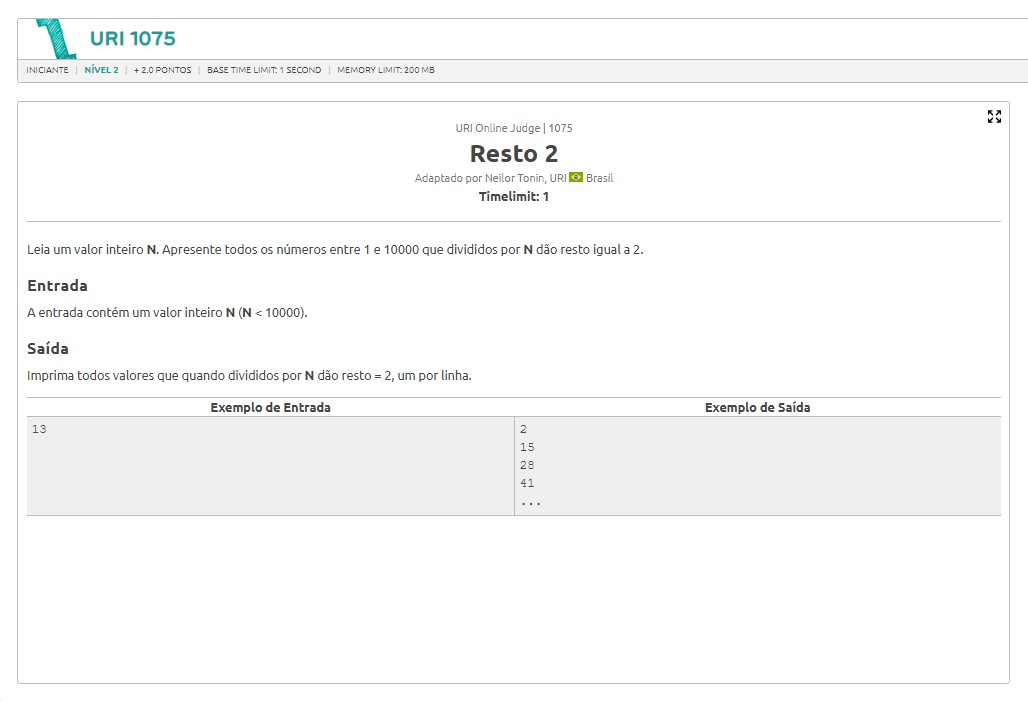 URI 1075
INICIANTE | NÍVEL 2 | + 2.0 PONTOS | BASE TIME LIMIT: 1 SECOND | MEMORY LIMIT: 200 MB
URI Online Judge | 1075
Resto 2
Adaptado por Neilor Tonin, URI Brasil
Timelimit: 1
Leia um valor inteiro N. Apresente todos os números entre 1 e 10000 que divididos por N dão resto igual a 2.
Entrada
A entrada contém um valor inteiro N (N < 10000).
Saída
Imprima todos valores que quando divididos por N dão resto = 2, um por linha.
Exemplo de Entrada Exemplo de Saída
13 2
15
28
41
...